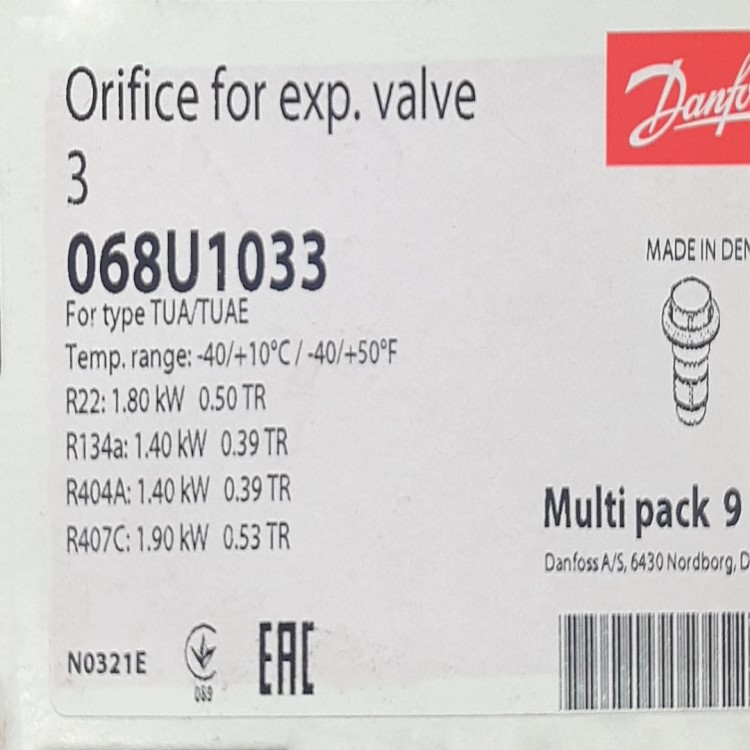 Orifice for exp. valve
3
068U1033
For type TUA/TUAE
Temp. range: -40/+10°C / -40/+50°F
R22: 1.80 kW 0.50 TR
R134a: 1.40 kW 0.39 TR
R404A: 1.40 kW 0.39 TR
R407C: 1.90 kW 0.53 TR
N0321E
089
EAC
Danfo
MADE IN DEN
Multi pack 9
Danfoss A/S, 6430 Nordborg, D